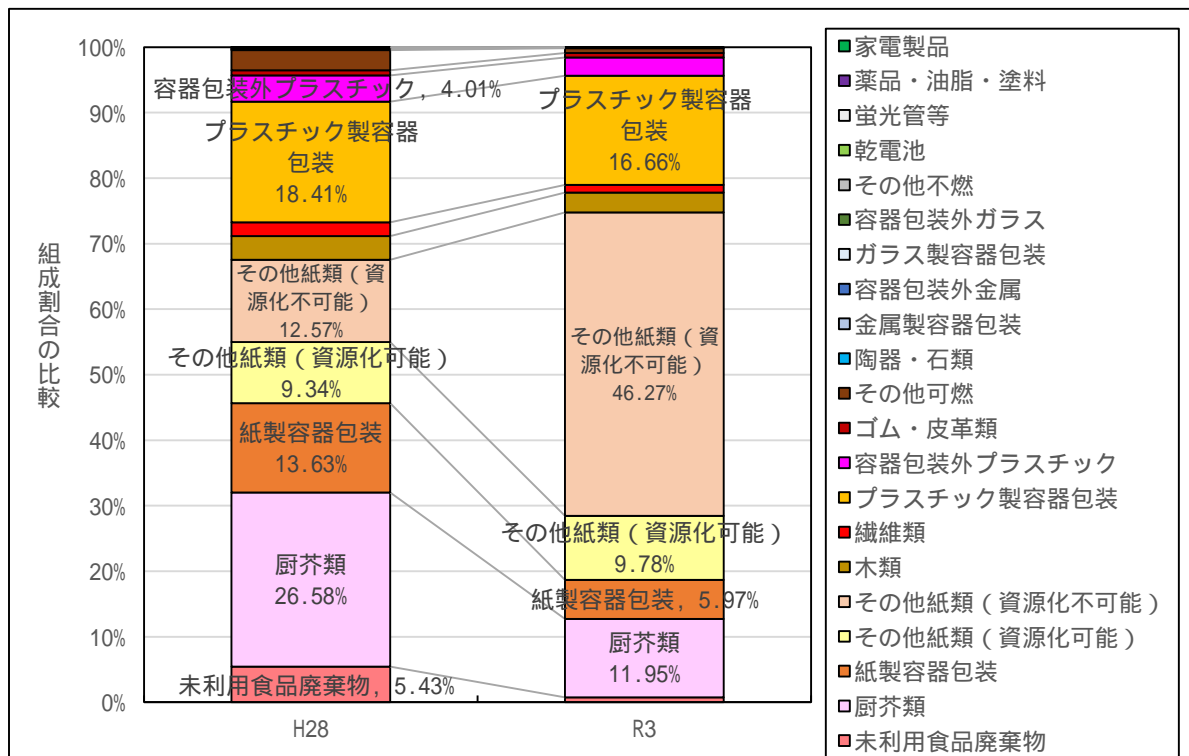 100%
90%
80%
70%
60%
50%
40%
30%
20%
10%
0%
組成割合の比較
容器包装外プラスチック, 4.01%
プラスチック製容器
包装
18.41%
その他紙類（資
源化不可能）
12.57%
その他紙類（資源化可能）
9.34%
紙製容器包装
13.63%
厨芥類
26.58%
未利用食品廃棄物, 5.43%
H28
プラスチック製容器
包装
16.66%
その他紙類（資
源化不可能）
46.27%
その他紙類（資源化可能）
9.78%
紙製容器包装, 5.97%
厨芥類
11.95%
R3
家電製品
薬品・油脂・塗料
蛍光管等
乾電池
その他不燃
容器包装外ガラス
ガラス製容器包装
容器包装外金属
金属製容器包装
陶器・石類
その他可燃
ゴム・皮革類
容器包装外プラスチック
プラスチック製容器包装
繊維類
木類
その他紙類（資源化不可能）
その他紙類（資源化可能）
紙製容器包装
厨芥類
未利用食品廃棄物